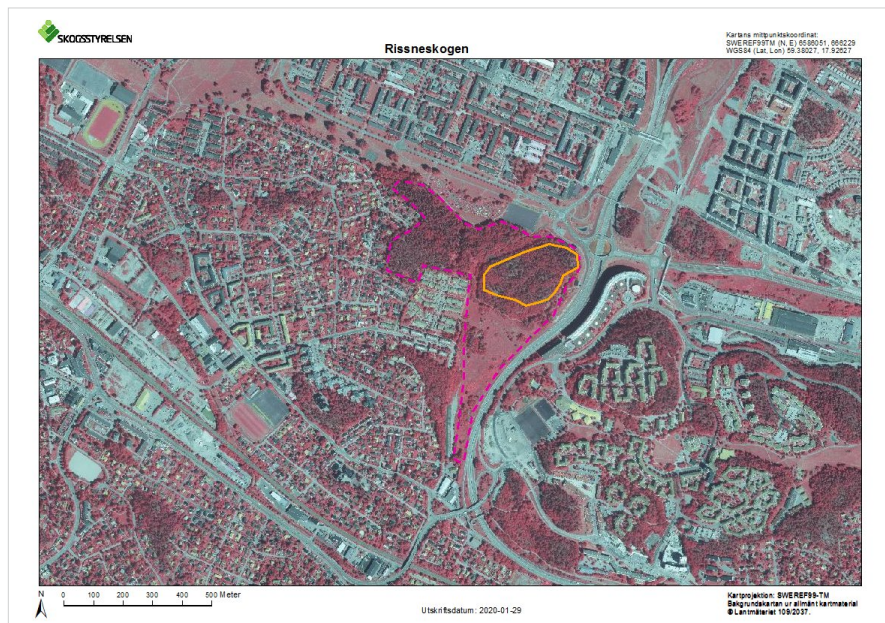 SKOGSSTYRELSEN
Rissneskogen
Kartans mittpunktskoordinat:
SWEREF99TM (N, E) 6586051, 666229
WGS84 (Lat, Lon) 59.38027, 17.92627
N
0 100 200 300 400 500 Meter
Utskriftsdatum: 2020-01-29
Kartprojektion: SWEREF99-TM
Bakgrundskartan ur allmänt kartmaterial
© Lantmäteriet 109/2037.